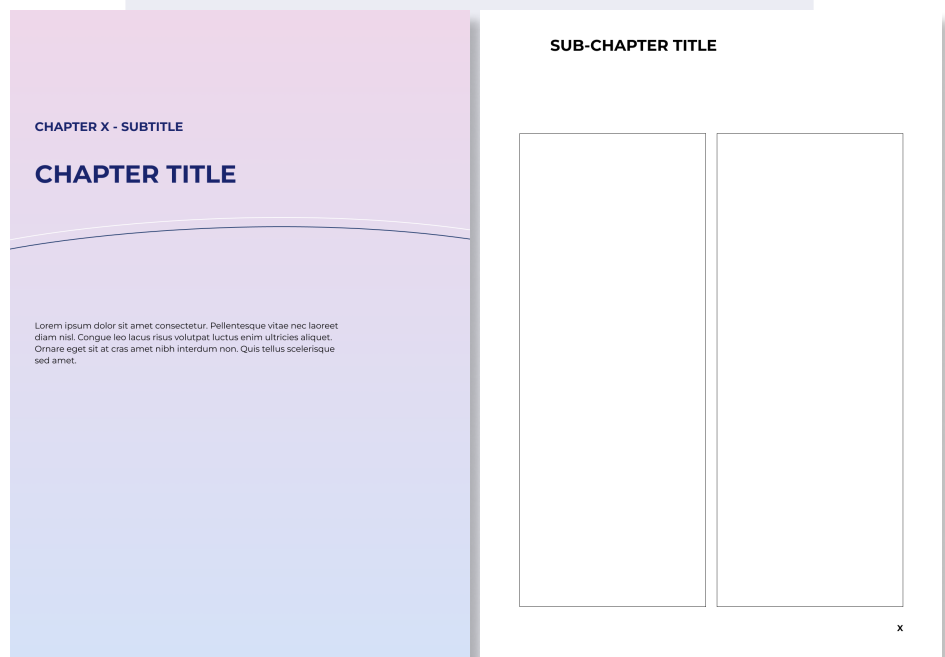 CHAPTER X - SUBTITLE
CHAPTER TITLE
Lorem ipsum dolor sit amet consectetur. Pellentesque vitae nec laoreet
diam nisl. Congue leo lacus risus volutpat luctus enim ultricies aliquet.
Ornare eget sit at cras amet nibh interdum non. Quis tellus scelerisque
sed amet.
SUB-CHAPTER TITLE
X